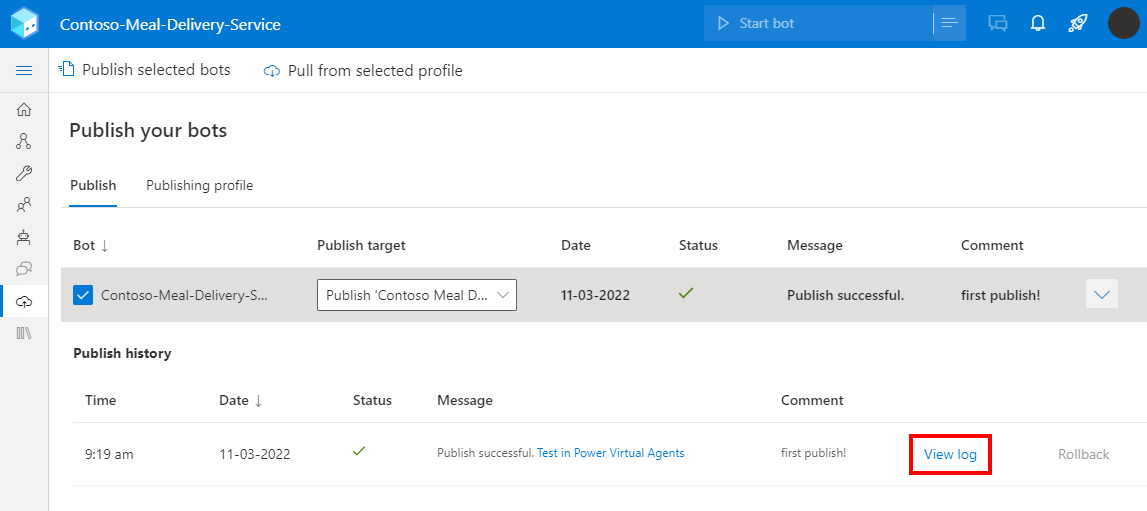 Contoso-Meal-Delivery-Service
Start bot
Publish selected bots
Pull from selected profile
Publish your bots
Publish
Publishing profile
Bot ↓ Publish target Date Status Message Comment
Contoso-Meal-Delivery-S... Publish 'Contoso Meal D... 11-03-2022 Publish successful. first publish!
Publish history
Time Date ↓ Status Message Comment
9:19 am 11-03-2022 Publish successful. Test in Power Virtual Agents first publish! View log Rollback